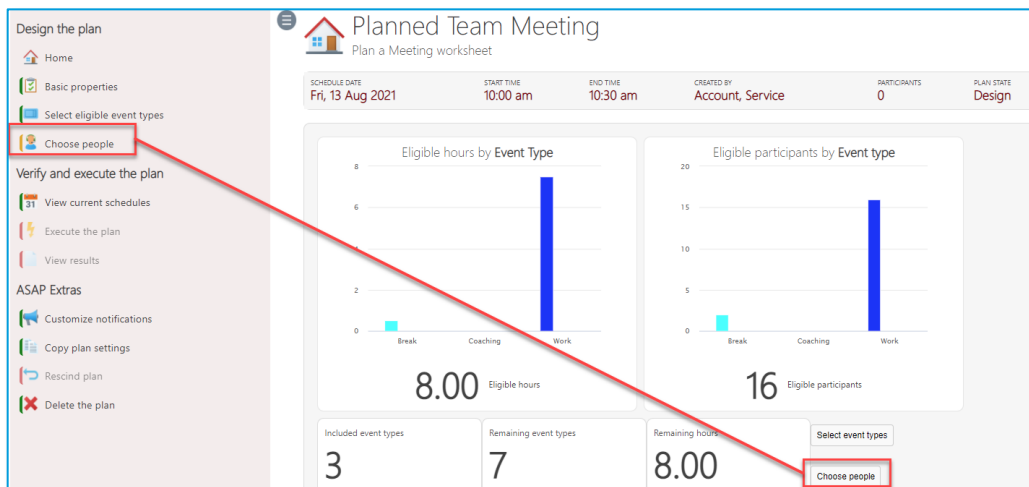 Design the plan
Home
Basic properties
Select eligible event types
Choose people
Verify and execute the plan
31 View current schedules
Execute the plan
View results
ASAP Extras
Customize notifications
Copy plan settings
Rescind plan
Delete the plan
Planned Team Meeting
Plan a Meeting worksheet
SCHEDULE DATE START TIME END TIME CREATED BY PARTICIPANTS PLAN STATE
Fri, 13 Aug 2021 10:00 am 10:30 am Account, Service 0 Design
Eligible hours by Event Type
8
6
2
0
Break Coaching Work
8.00 Eligible hours
Eligible participants by Event type
20
15
10
5
0
Break Coaching Work
16 Eligible participants
Included event types
3
Remaining event types
7
Remaining hours
8.00
Select event types
Choose people